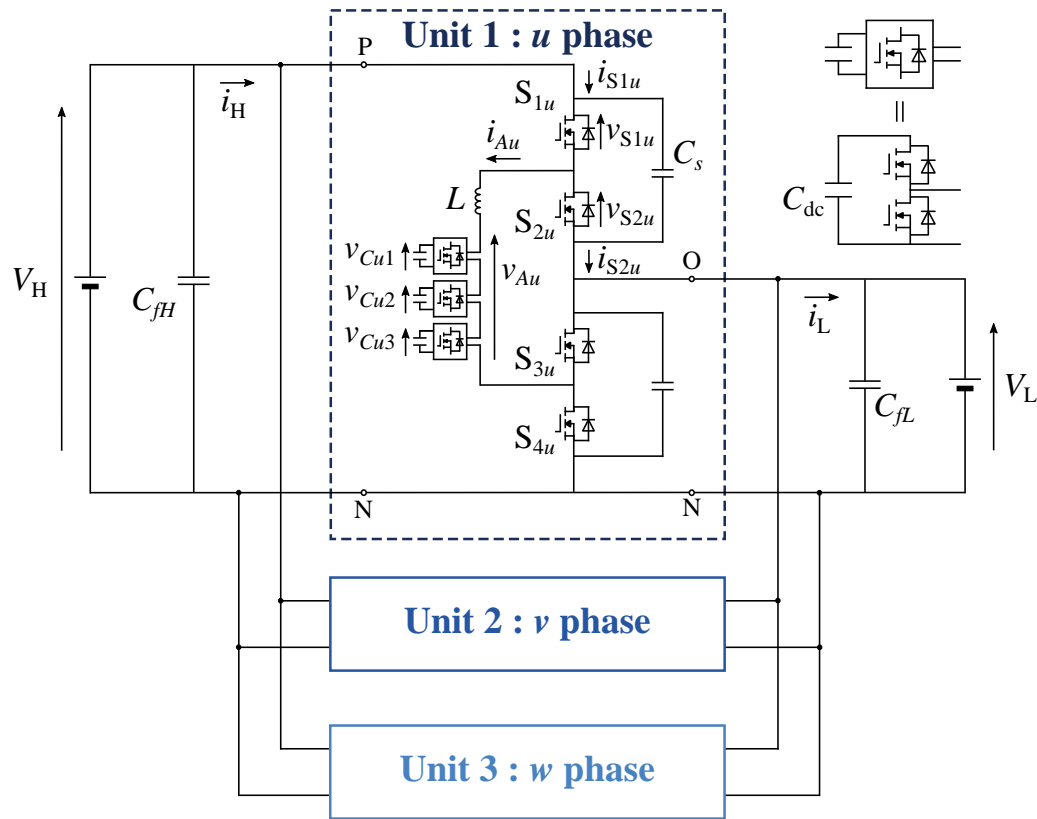 Unit 1 : u phase
P
i_H
S_1u
i_S1u
v_S1u
C_s
i_Au
L
S_2u
v_S2u
C_dc
v_Cu1
v_Au
i_S2u
O
V_H
C_fH
v_Cu2
i_L
v_Cu3
S_3u
V_L
C_fL
S_4u
N
N
Unit 2 : v phase
Unit 3 : w phase